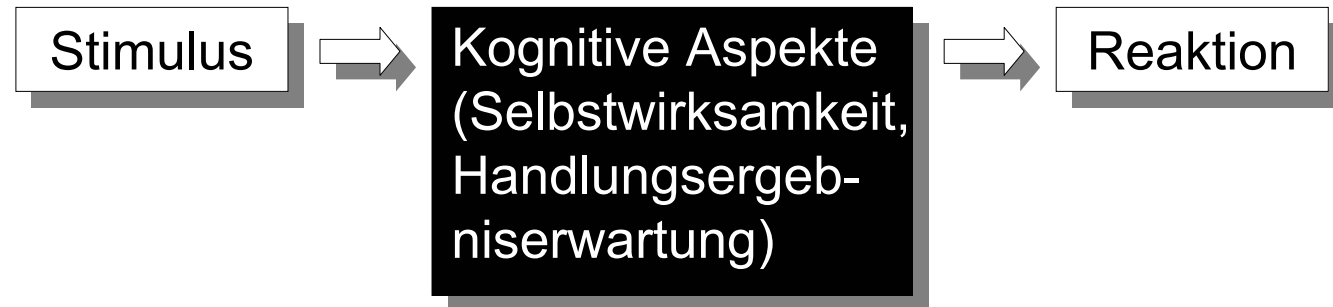 Stimulus
Kognitive Aspekte
(Selbstwirksamkeit,
Handlungsergeb-
niserwartung)
Reaktion